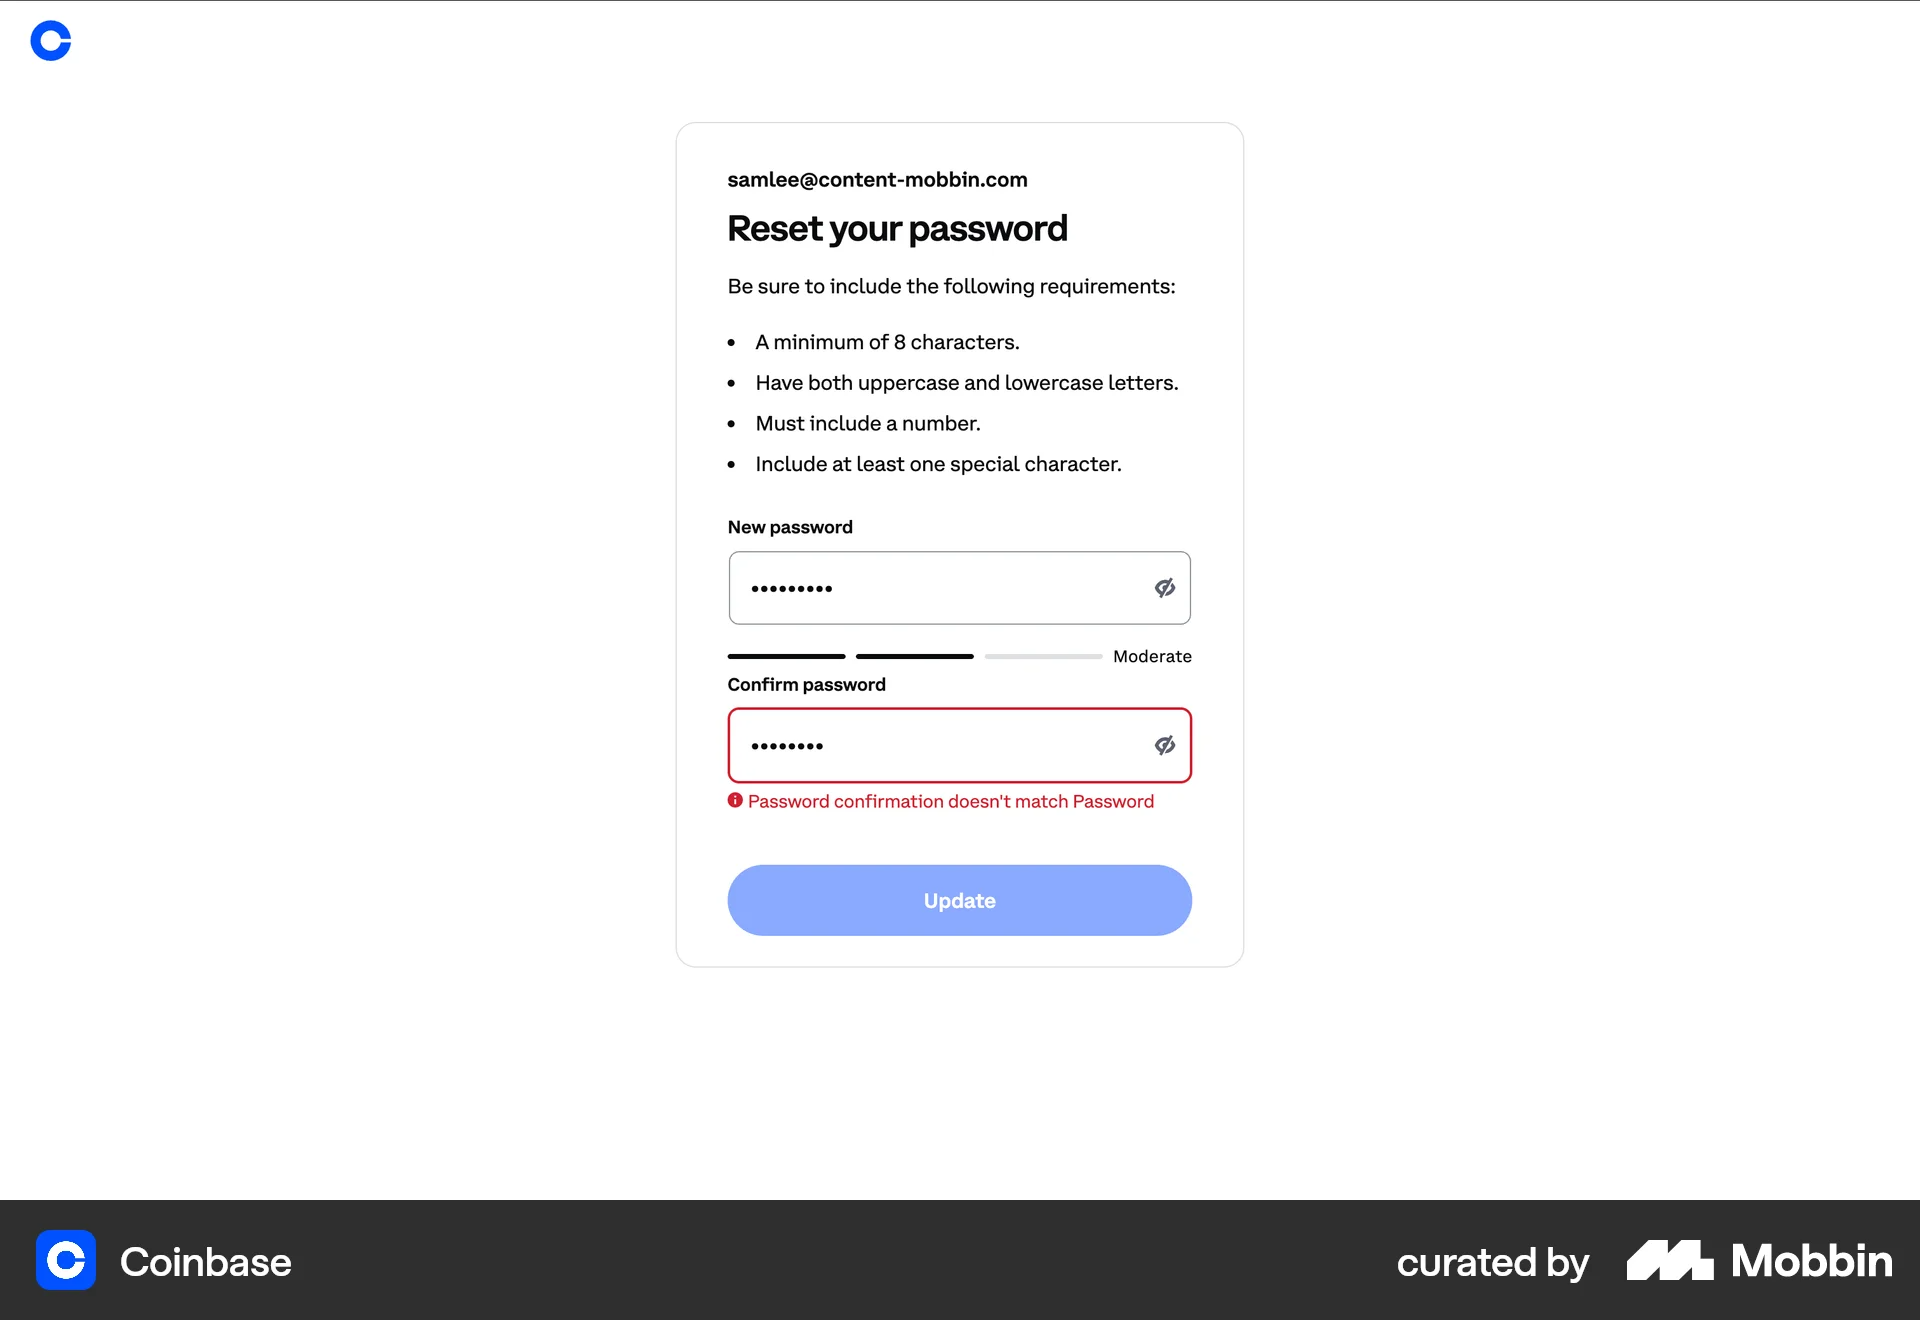 samlee@content-mobbin.com
Reset your password
Be sure to include the following requirements:
• A minimum of 8 characters.
• Have both uppercase and lowercase letters.
• Must include a number.
• Include at least one special character.
New password
•••••••••
Moderate
Confirm password
••••••••
Password confirmation doesn't match Password
Update
Coinbase
curated by Mobbin